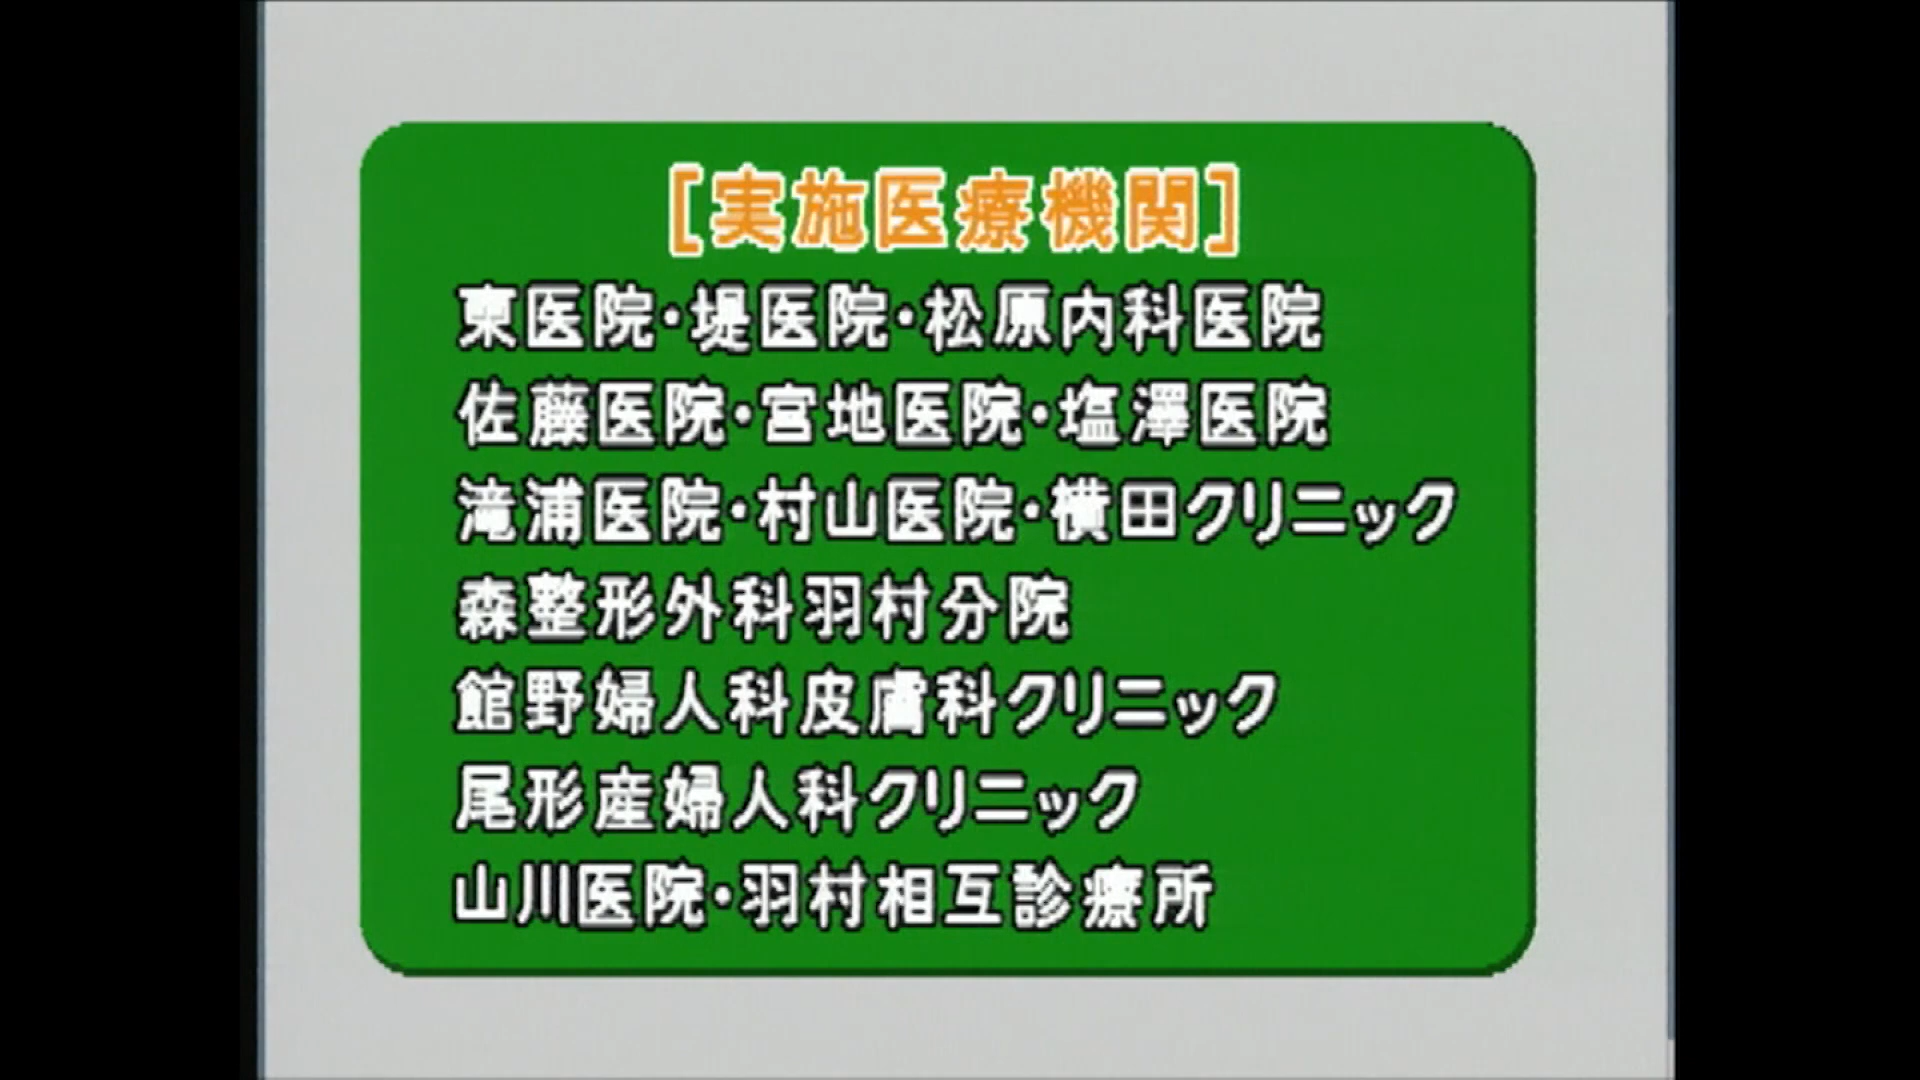 [実施医療機関]
東医院・堤医院・松原内科医院
佐藤医院・宮地医院・塩澤医院
滝浦医院・村山医院・横田クリニック
森整形外科羽村分院
館野婦人科皮膚科クリニック
尾形産婦人科クリニック
山川医院・羽村相互診療所